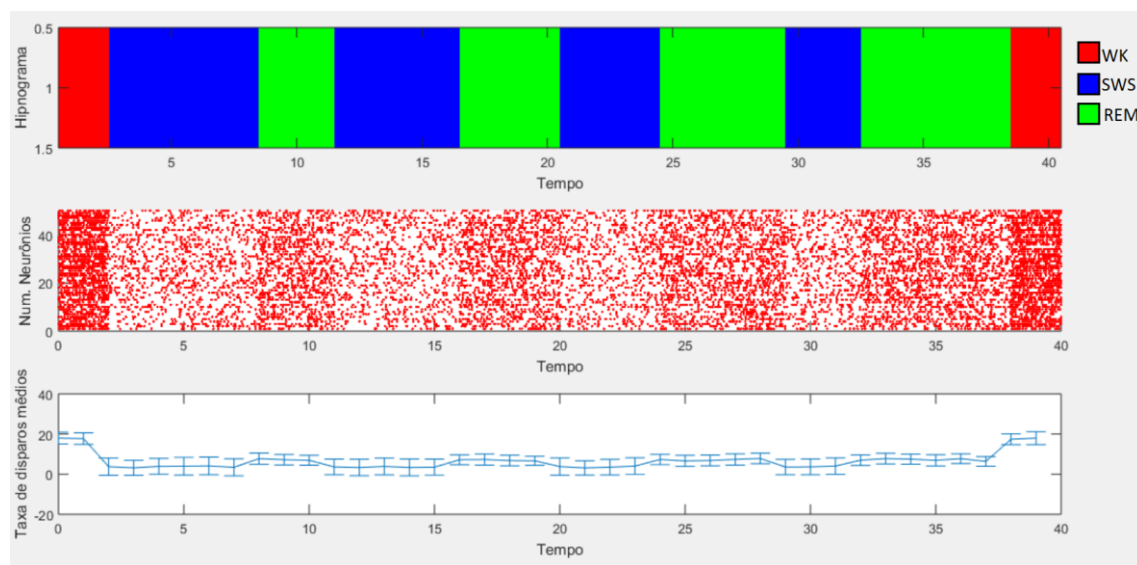 0.5
1
1.5
Hipnograma
5 10 15 20 25 30 35 40
Tempo
WK
SWS
REM
40
20
0
Num. Neurônios
0 5 10 15 20 25 30 35 40
Tempo
40
20
0
-20
Taxa de disparos mêdios
0 5 10 15 20 25 30 35 40
Tempo